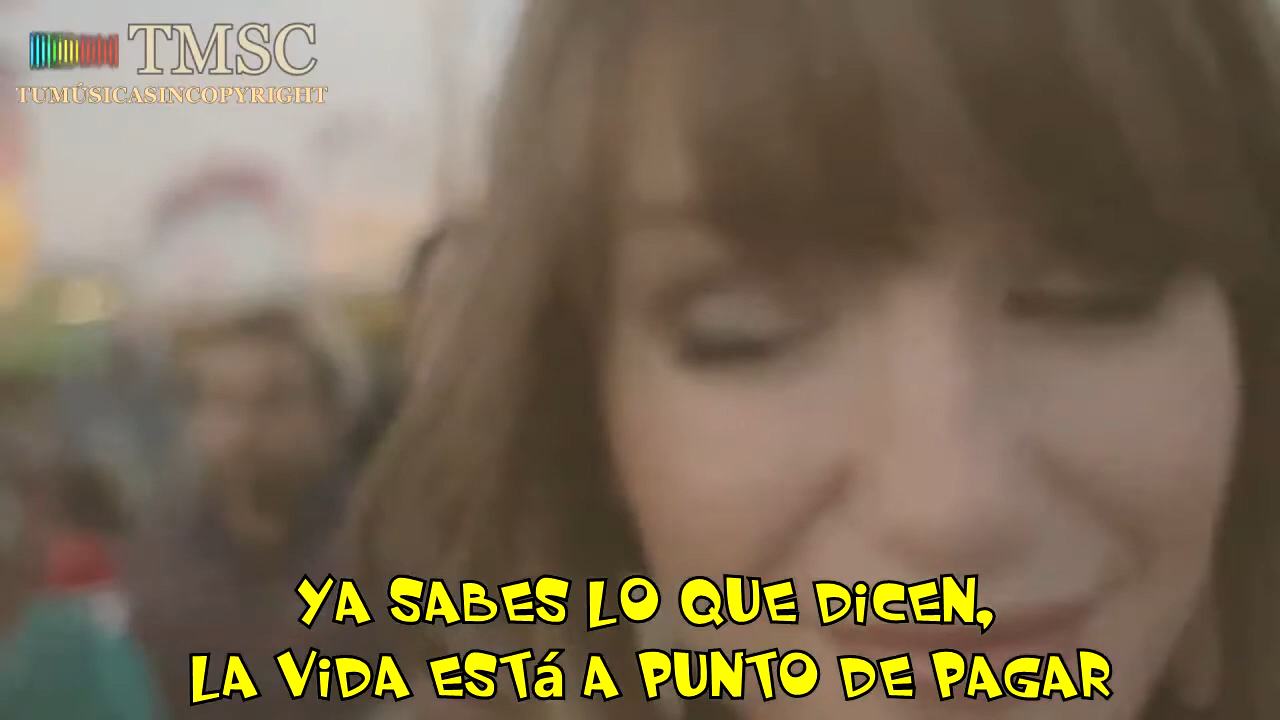 TMSC
TUMÚSICASINCOPYRIGHT
YA SABES LO QUE DiCEN,
LA ViDA ESTá A PUNTO DE PAGAR